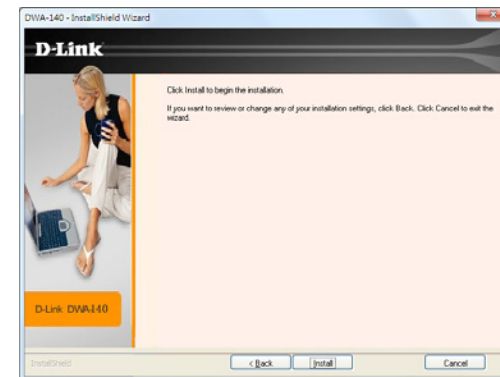 DWA-140 - InstallShield Wizard
D-Link
Click Install to begin the installation.
If you want to review or change any of your installation settings, click Back. Click Cancel to exit the
wizard.
D-Link DWA-140
InstallShield
< Back
Install
Cancel